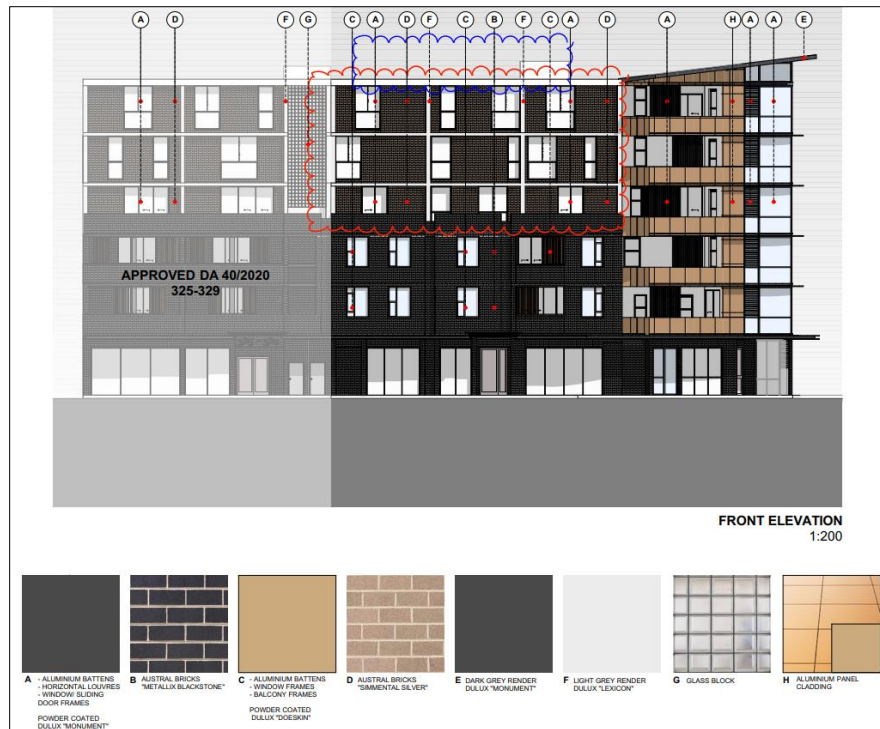 A D F G C A D F C B F C A D A H A A E
APPROVED DA 40/2020
325-329
FRONT ELEVATION
1:200
A - ALUMINIUM BATTENS
- HORIZONTAL LOUVRES
- WINDOW/ SLIDING
DOOR FRAMES
POWDER COATED
DULUX "MONUMENT"
B AUSTRAL BRICKS
"METALLIX BLACKSTONE"
C - ALUMINIUM BATTENS
- WINDOW FRAMES
- BALCONY FRAMES
POWDER COATED
DULUX "DOESKIN"
D AUSTRAL BRICKS
"SIMMENTAL SILVER"
E DARK GREY RENDER
DULUX "MONUMENT"
F LIGHT GREY RENDER
DULUX "LEXICON"
G GLASS BLOCK
H ALUMINIUM PANEL
CLADDING